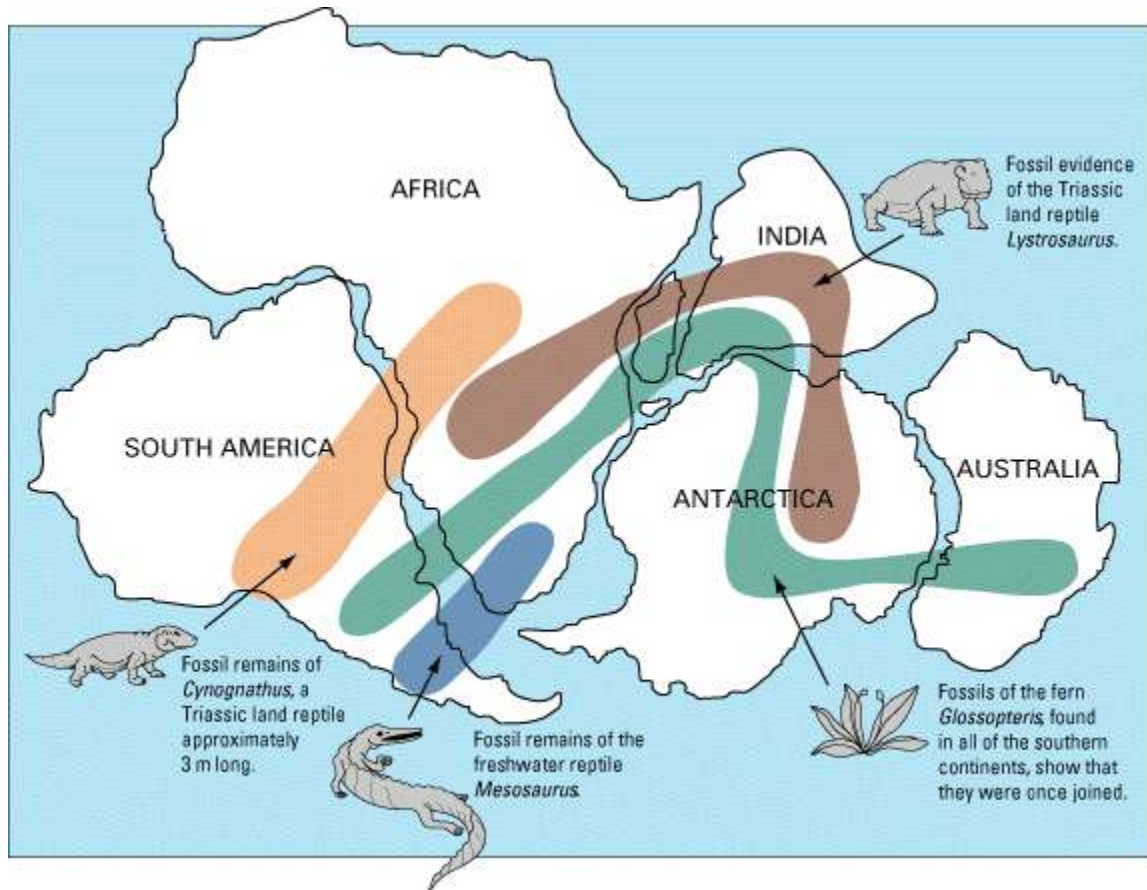 AFRICA
INDIA
Fossil evidence
of the Triassic
land reptile
Lystrosaurus.
SOUTH AMERICA
ANTARCTICA
AUSTRALIA
Fossil remains of
Cynognathus, a
Triassic land reptile
approximately
3 m long.
Fossil remains of the
freshwater reptile
Mesosaurus.
Fossils of the fern
Glossopteris, found
in all of the southern
continents, show that
they were once joined.